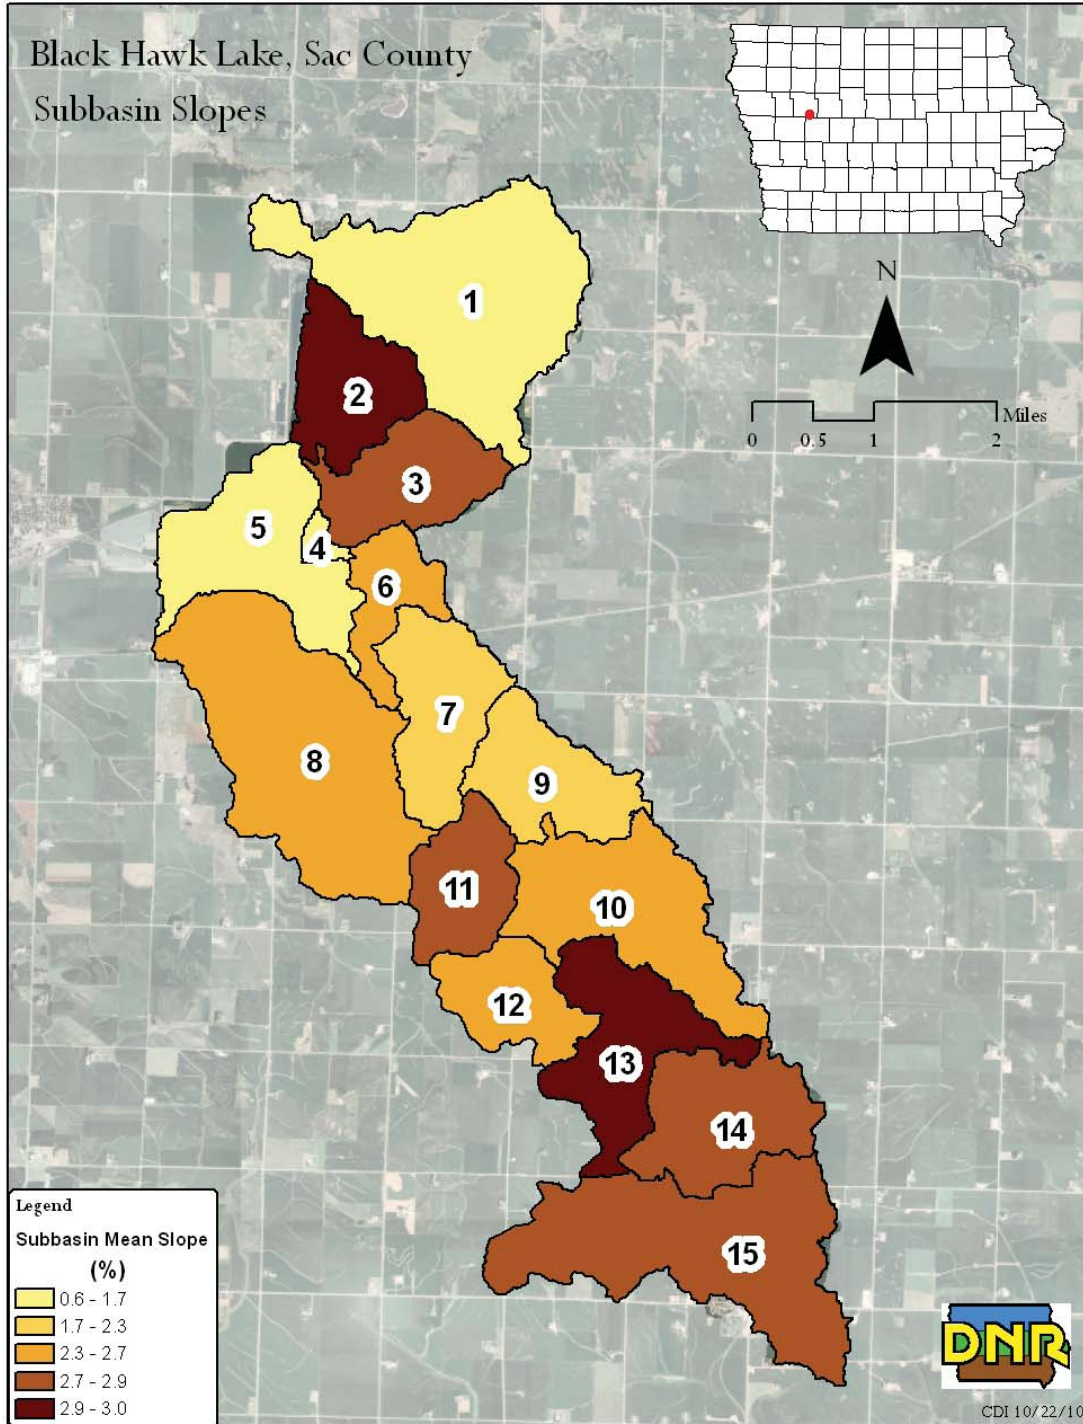 Black Hawk Lake, Sac County
Subbasin Slopes
N
Miles
0 0.5 1 2
1
2
3
5
4
6
7
8
9
11
10
12
13
14
15
Legend
Subbasin Mean Slope
(%)
0.6 - 1.7
1.7 - 2.3
2.3 - 2.7
2.7 - 2.9
2.9 - 3.0
DNR
CDI 10/22/10